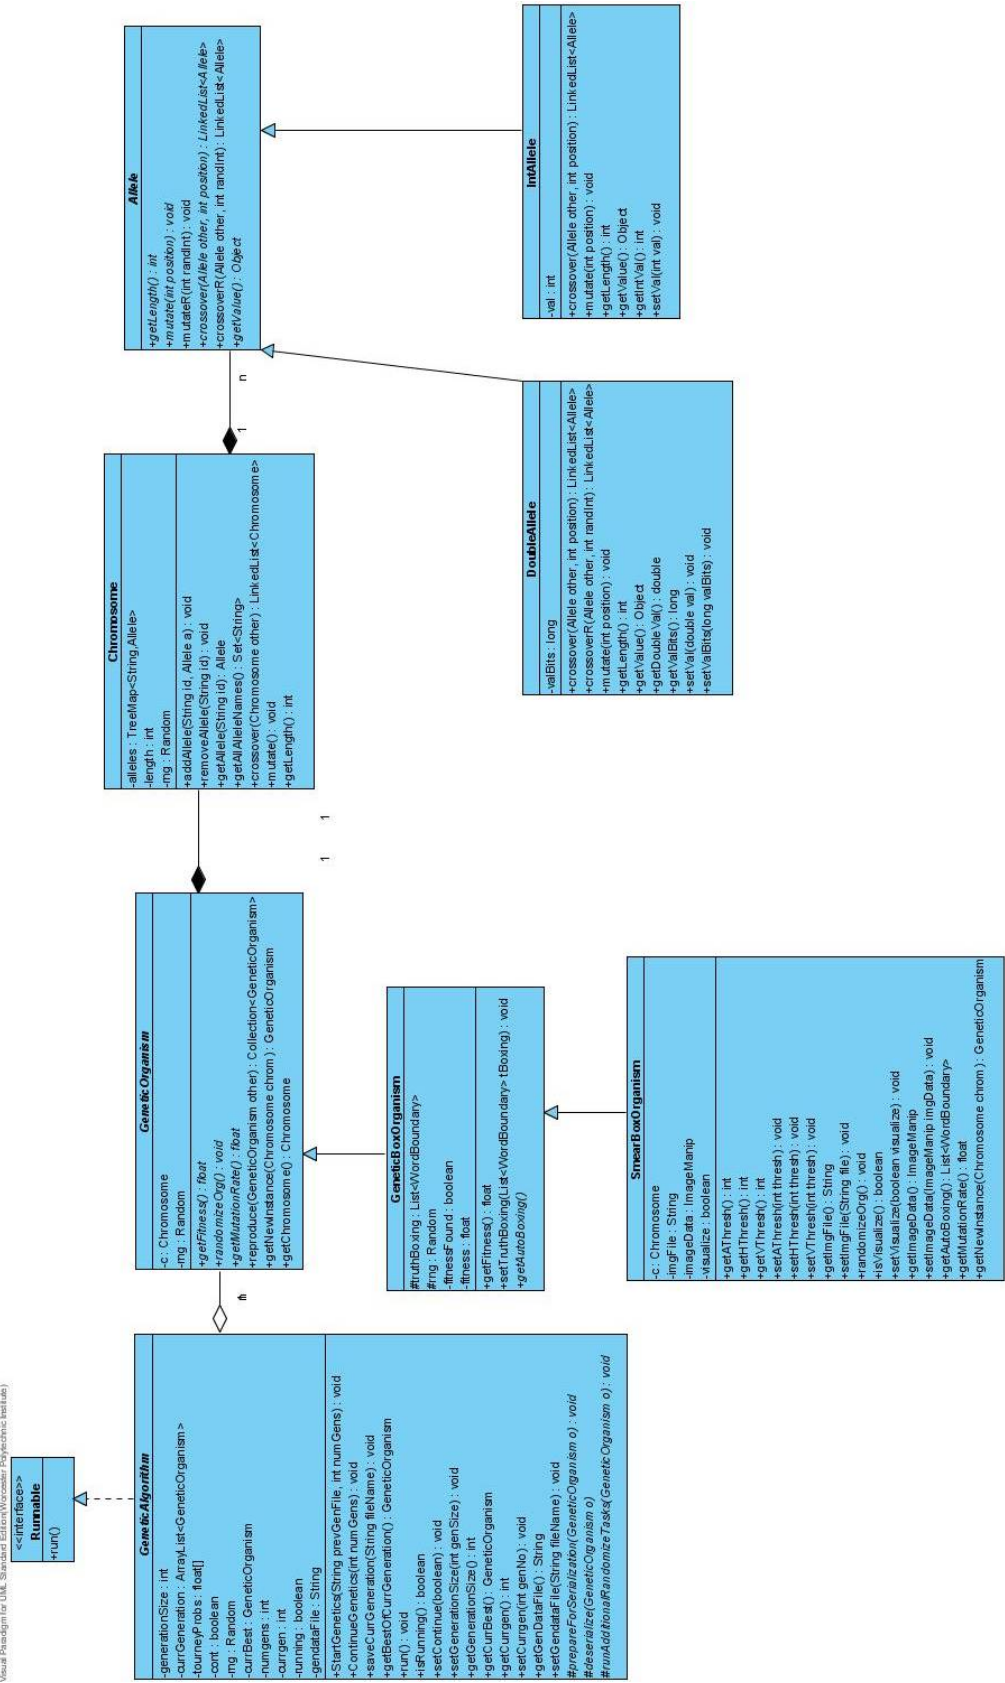 Visual Paradigm for UML Standard Edition(Worcester Polytechnic Institute)
<<interface>>
Runnable
+run()
GeneticAlgorithm
-generationSize : int
-currGeneration : ArrayList<GeneticOrganism>
-tourneyProbs : float[]
-cont : boolean
-rng : Random
-currBest : GeneticOrganism
-numgens : int
-currgen : int
-running : boolean
-gendataFile : String
+StartGenetics(String prevGenFile, int numGens) : void
+ContinueGenetics(int numGens) : void
+saveCurrGeneration(String fileName) : void
+getBestOfCurrGeneration() : GeneticOrganism
+run() : void
+isRunning() : boolean
+setContinue(boolean) : void
+setGenerationSize(int genSize) : void
+getGenerationSize() : int
+getCurrBest() : GeneticOrganism
+getCurrgen() : int
+setCurrgen(int genNo) : void
+getGenDataFile() : String
+setGendataFile(String fileName) : void
#prepareForSerialization(GeneticOrganism o) : void
#deserialize(GeneticOrganism o)
#runAdditionalRandomizeTasks(GeneticOrganism o) : void
GeneticOrganism
-c : Chromosome
-rng : Random
+getFitness() : float
+randomizeOrg() : void
+getMutationRate() : float
+reproduce(GeneticOrganism other) : Collection<GeneticOrganism>
+getNewInstance(Chromosome chrom) : GeneticOrganism
+getChromosome() : Chromosome
GeneticBoxOrganism
#truthBoxing : List<WordBoundary>
#rng : Random
-fitnessFound : boolean
-fitness : float
+getFitness() : float
+setTruthBoxing(List<WordBoundary> tBoxing) : void
+getAutoBoxing()
SmearBoxOrganism
-c : Chromosome
-imgFile : String
-imageData : ImageManip
-visualize : boolean
+getAThresh() : int
+getHThresh() : int
+getVThresh() : int
+setAThresh(int thresh) : void
+setHThresh(int thresh) : void
+setVThresh(int thresh) : void
+getImgFile() : String
+setImgFile(String file) : void
+randomizeOrg() : void
+isVisualize() : boolean
+setVisualize(boolean visualize) : void
+getImageData() : ImageManip
+setImageData(ImageManip imgData) : void
+getAutoBoxing() : List<WordBoundary>
+getMutationRate() : float
+getNewInstance(Chromosome chrom) : GeneticOrganism
1
1
Chromosome
-alleles : TreeMap<String,Allele>
-length : int
-rng : Random
+addAllele(String id, Allele a) : void
+removeAllele(String id) : void
+getAllele(String id) : Allele
+getAllAlleleNames() : Set<String>
+crossover(Chromosome other) : LinkedList<Chromosome>
+mutate() : void
+getLength() : int
1
n
Allele
+getLength() : int
+mutate(int position) : void
+mutateR(int randInt) : void
+crossover(Allele other, int position) : LinkedList<Allele>
+crossoverR(Allele other, int randInt) : LinkedList<Allele>
+getValue() : Object
DoubleAllele
-valBits : long
+crossover(Allele other, int position) : LinkedList<Allele>
+crossoverR(Allele other, int randInt) : LinkedList<Allele>
+mutate(int position) : void
+getLength() : int
+getValue() : Object
+getDoubleVal() : double
+getValBits() : long
+setVal(double val) : void
+setValBits(long valBits) : void
IntAllele
-val : int
+crossover(Allele other, int position) : LinkedList<Allele>
+mutate(int position) : void
+getLength() : int
+getValue() : Object
+getIntVal() : int
+setVal(int val) : void